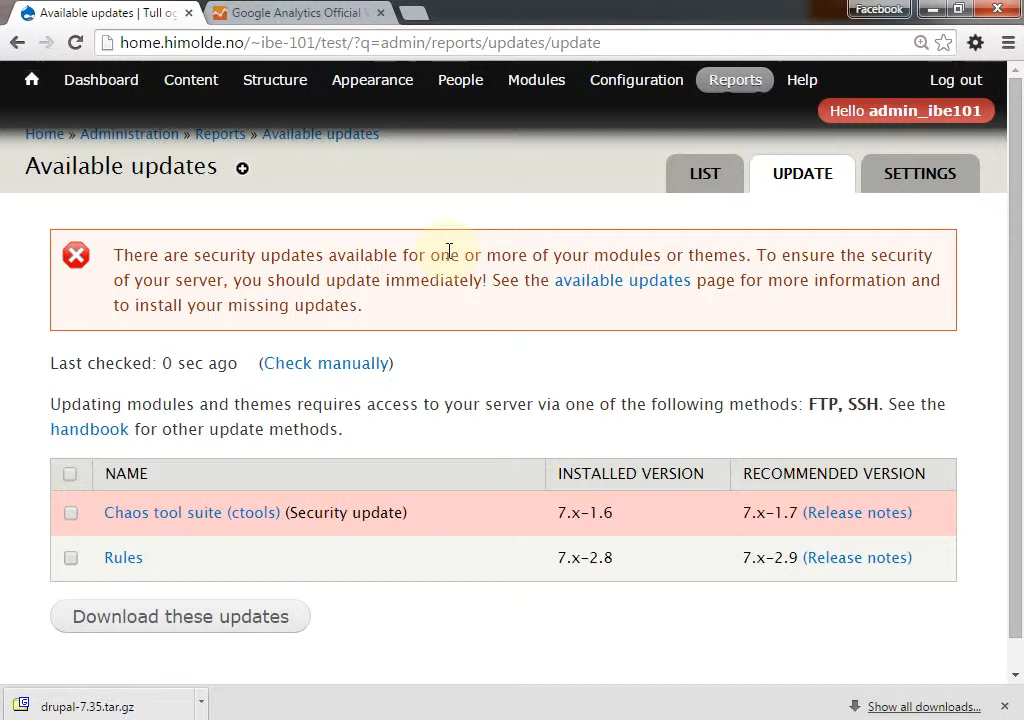 Available updates | Tull og
Google Analytics Official
Facebook
home.himolde.no/~ibe-101/test/?q=admin/reports/updates/update
Dashboard Content Structure Appearance People Modules Configuration Reports Help Log out
Hello admin_ibe101
Home » Administration » Reports » Available updates
Available updates
LIST UPDATE SETTINGS
There are security updates available for one or more of your modules or themes. To ensure the security
of your server, you should update immediately! See the available updates page for more information and
to install your missing updates.
Last checked: 0 sec ago (Check manually)
Updating modules and themes requires access to your server via one of the following methods: FTP, SSH. See the
handbook for other update methods.
NAME INSTALLED VERSION RECOMMENDED VERSION
Chaos tool suite (ctools) (Security update) 7.x-1.6 7.x-1.7 (Release notes)
Rules 7.x-2.8 7.x-2.9 (Release notes)
Download these updates
drupal-7.35.tar.gz
Show all downloads...